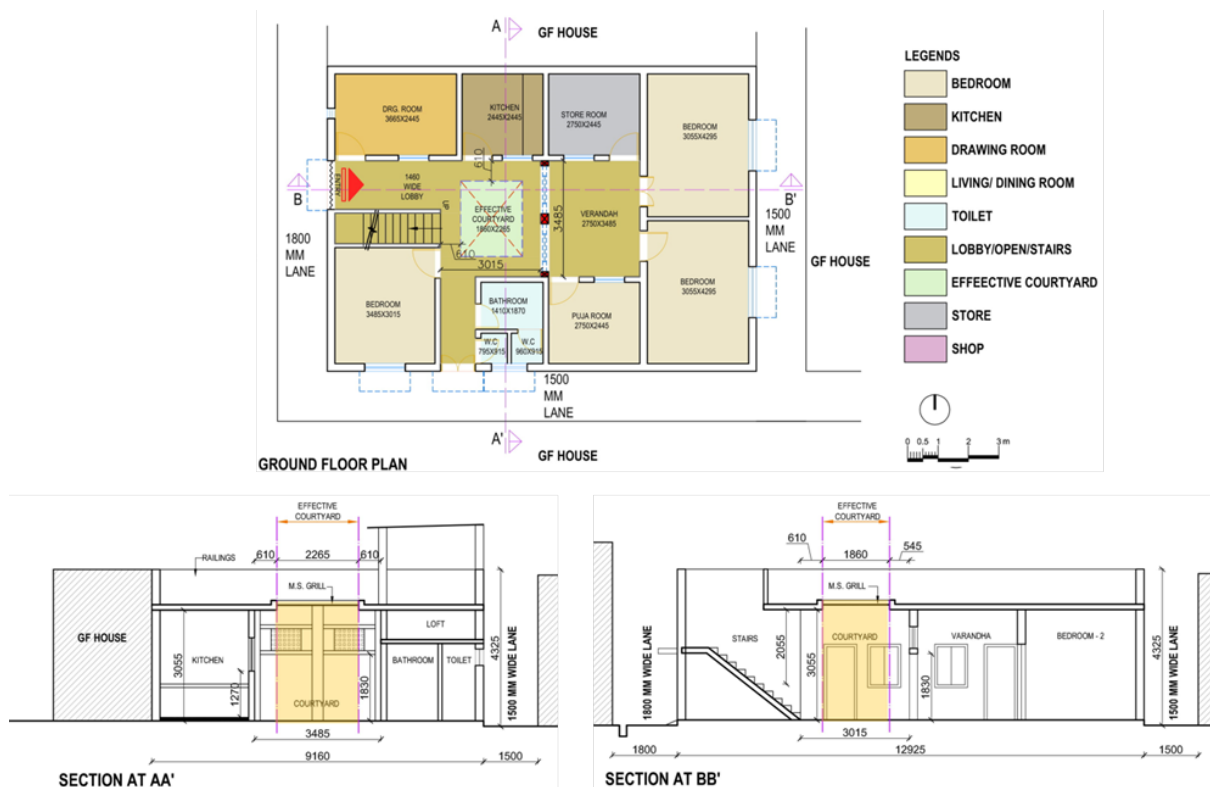 A
GF HOUSE
LEGENDS
BEDROOM
KITCHEN
DRAWING ROOM
LIVING/ DINING ROOM
TOILET
LOBBY/OPEN/STAIRS
EFFEECTIVE COURTYARD
STORE
SHOP
DRG. ROOM
3665X2445
KITCHEN
2445X2445
STORE ROOM
2750X2445
BEDROOM
3055X4295
610
ENTRY
1460
WIDE
LOBBY
B
B'
UP
EFFECTIVE
COURTYARD
1860X2265
3485
VERANDAH
2750X3485
1800
MM
LANE
1500
MM
LANE
GF HOUSE
610
3015
BEDROOM
3485X3015
BATHROOM
1410X1870
BEDROOM
3055X4295
PUJA ROOM
2750X2445
W.C
795X915
W.C
960X915
1500
MM
LANE
A'
GF HOUSE
0 0.5 1 2 3 m
GROUND FLOOR PLAN
EFFECTIVE
COURTYARD
610 2265 610
RAILINGS
M.S. GRILL
GF HOUSE
KITCHEN
3055
1270
LOFT
BATHROOM
TOILET
1830
COURTYARD
4325
1500 MM WIDE LANE
3485
9160
1500
SECTION AT AA'
EFFECTIVE
COURTYARD
610
1860
545
M.S. GRILL
1800 MM WIDE LANE
STAIRS
2055
3055
COURTYARD
1830
VARANDHA
BEDROOM - 2
4325
1500 MM WIDE LANE
3015
1800
12925
1500
SECTION AT BB'